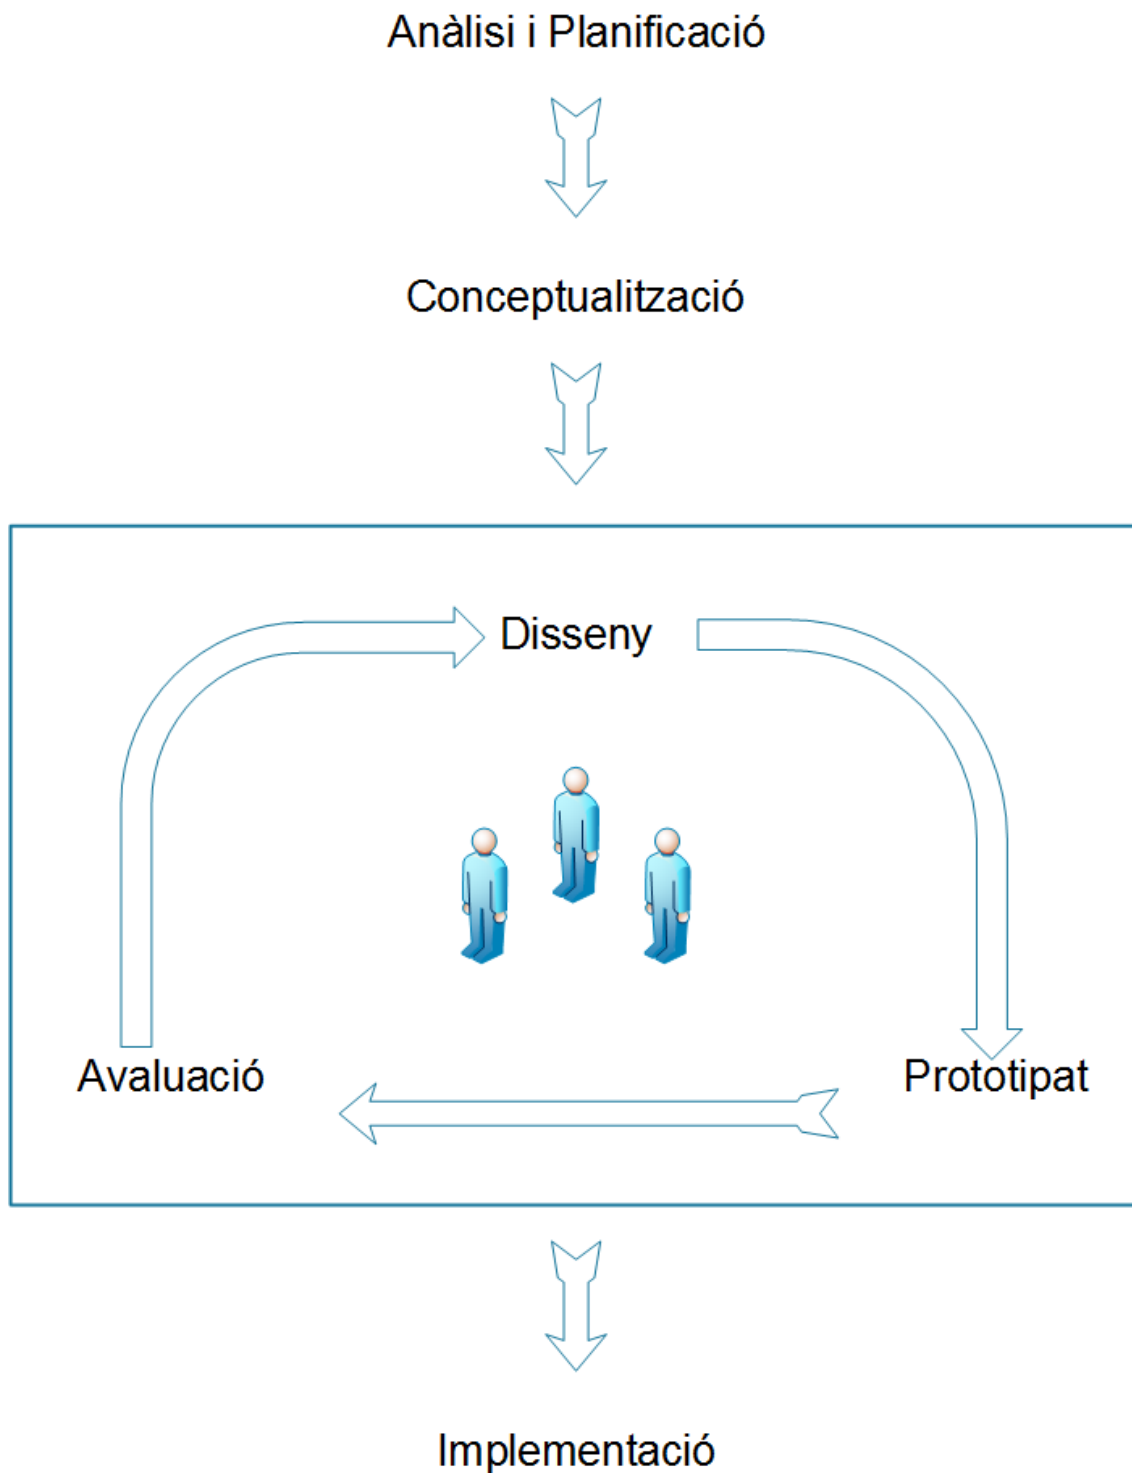 Anàlisi i Planificació
Conceptualització
Disseny
Avaluació
Prototipat
Implementació